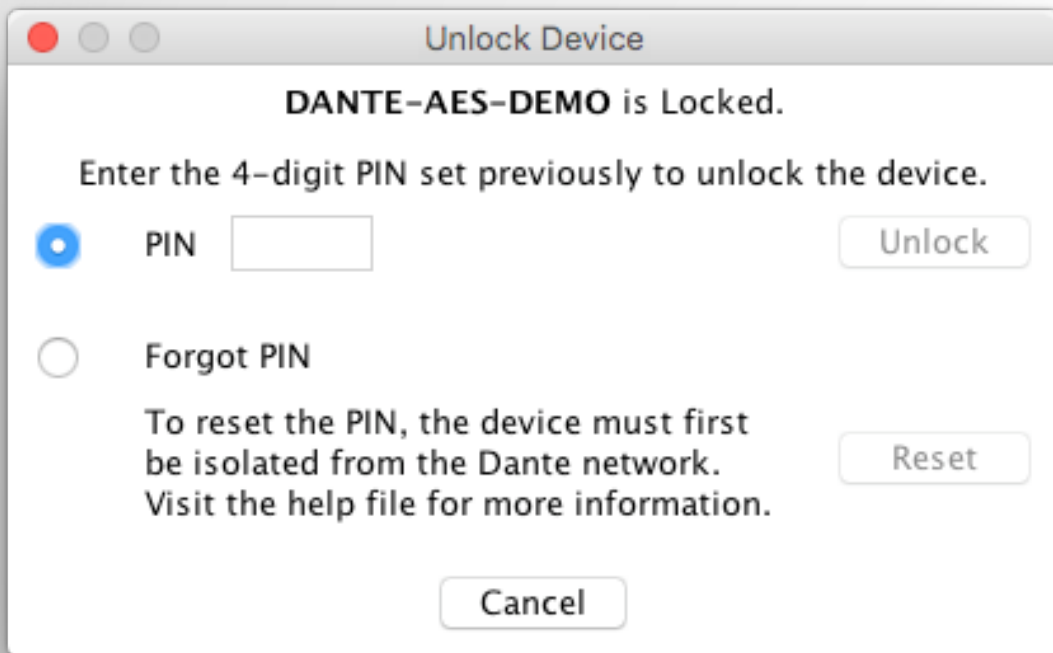 Unlock Device
DANTE-AES-DEMO is Locked.
Enter the 4-digit PIN set previously to unlock the device.
PIN
Unlock
Forgot PIN
To reset the PIN, the device must first
be isolated from the Dante network.
Visit the help file for more information.
Reset
Cancel